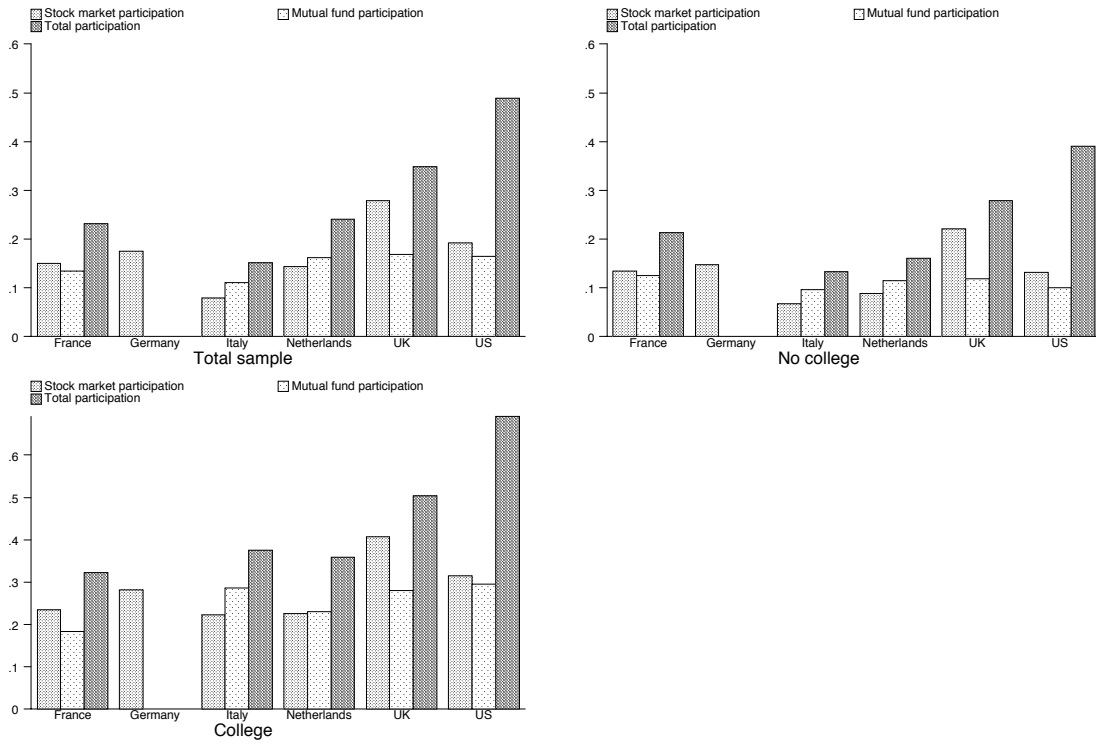 Stock market participation Mutual fund participation
Total participation
.6
.5
.4
.3
.2
.1
0
France Germany Italy Netherlands UK US
Total sample
Stock market participation Mutual fund participation
Total participation
.6
.5
.4
.3
.2
.1
0
France Germany Italy Netherlands UK US
No college
Stock market participation Mutual fund participation
Total participation
.6
.5
.4
.3
.2
.1
0
France Germany Italy Netherlands UK US
College